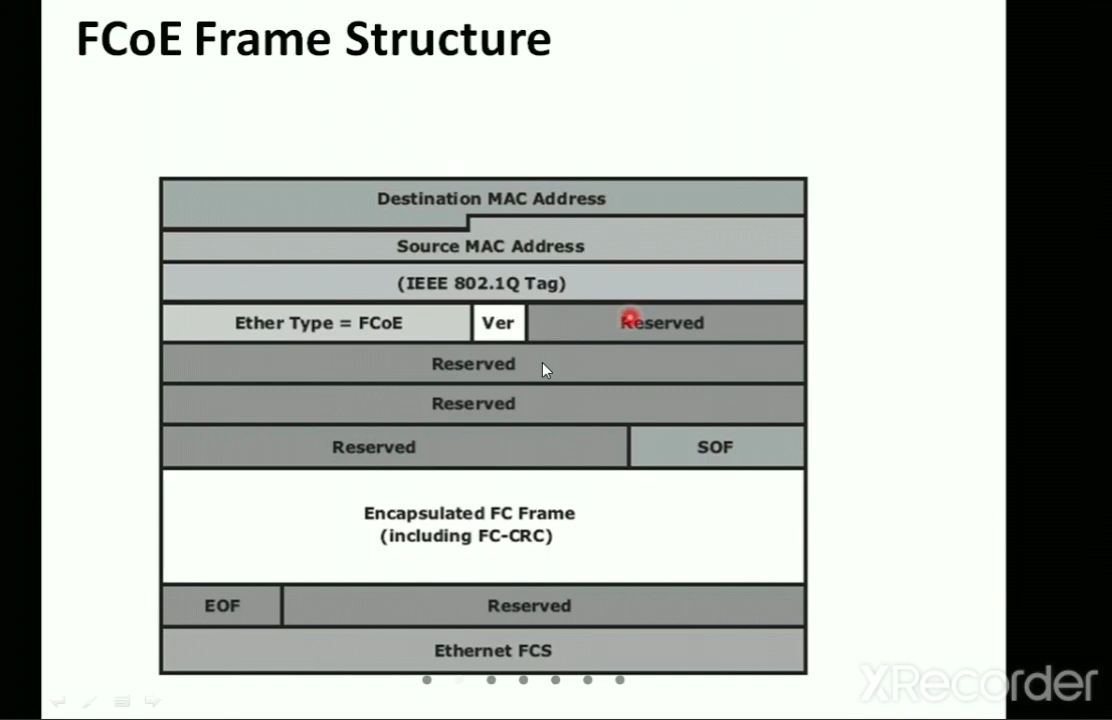 FCoE Frame Structure
Destination MAC Address
Source MAC Address
(IEEE 802.1Q Tag)
Ether Type = FCoE Ver Reserved
Reserved
Reserved
Reserved SOF
Encapsulated FC Frame
(including FC-CRC)
EOF Reserved
Ethernet FCS
XRecorder